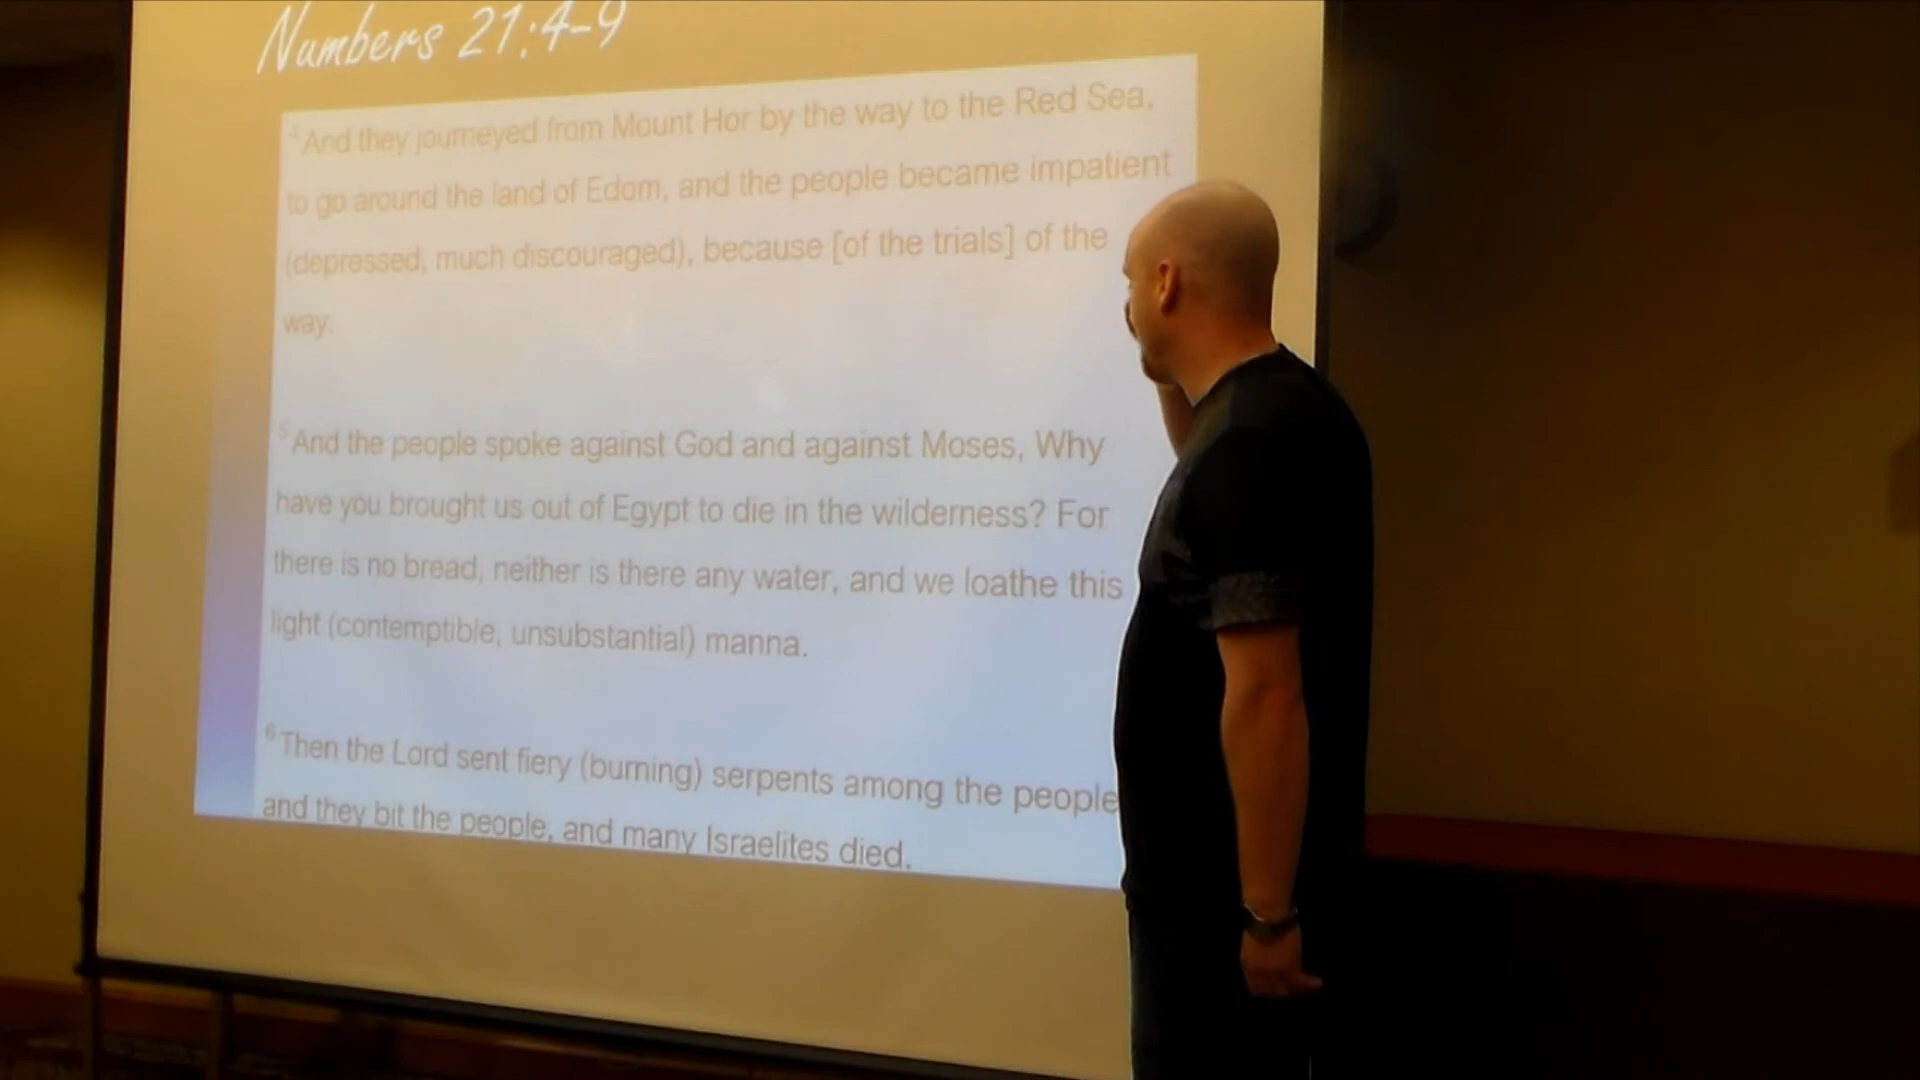 Numbers 21:4-9
4 And they journeyed from Mount Hor by the way to the Red Sea,
to go around the land of Edom, and the people became impatient
(depressed, much discouraged), because [of the trials] of the
way.
5 And the people spoke against God and against Moses, Why
have you brought us out of Egypt to die in the wilderness? For
there is no bread, neither is there any water, and we loathe this
light (contemptible, unsubstantial) manna.
6 Then the Lord sent fiery (burning) serpents among the people
and they bit the people, and many Israelites died.